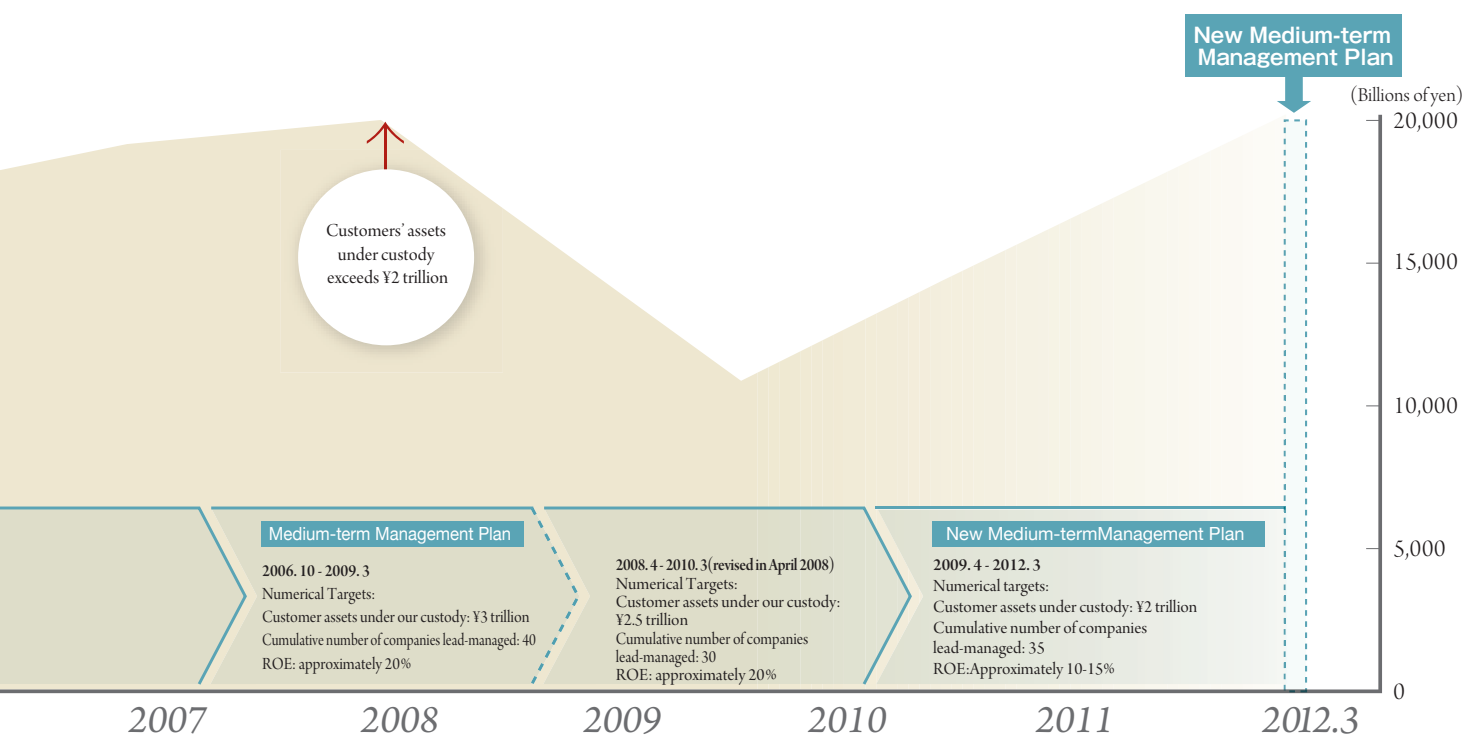 New Medium-term
Management Plan
(Billions of yen)
20,000
15,000
10,000
5,000
0
Customers' assets
under custody
exceeds ¥2 trillion
Medium-term Management Plan
2006. 10 - 2009. 3
Numerical Targets:
Customer assets under our custody: ¥3 trillion
Cumulative number of companies lead-managed: 40
ROE: approximately 20%
2008. 4 - 2010. 3(revised in April 2008)
Numerical Targets:
Customer assets under our custody:
¥2.5 trillion
Cumulative number of companies
lead-managed: 30
ROE: approximately 20%
New Medium-termManagement Plan
2009. 4 - 2012. 3
Numerical targets:
Customer assets under custody: ¥2 trillion
Cumulative number of companies
lead-managed: 35
ROE:Approximately 10-15%
2007
2008
2009
2010
2011
2012.3